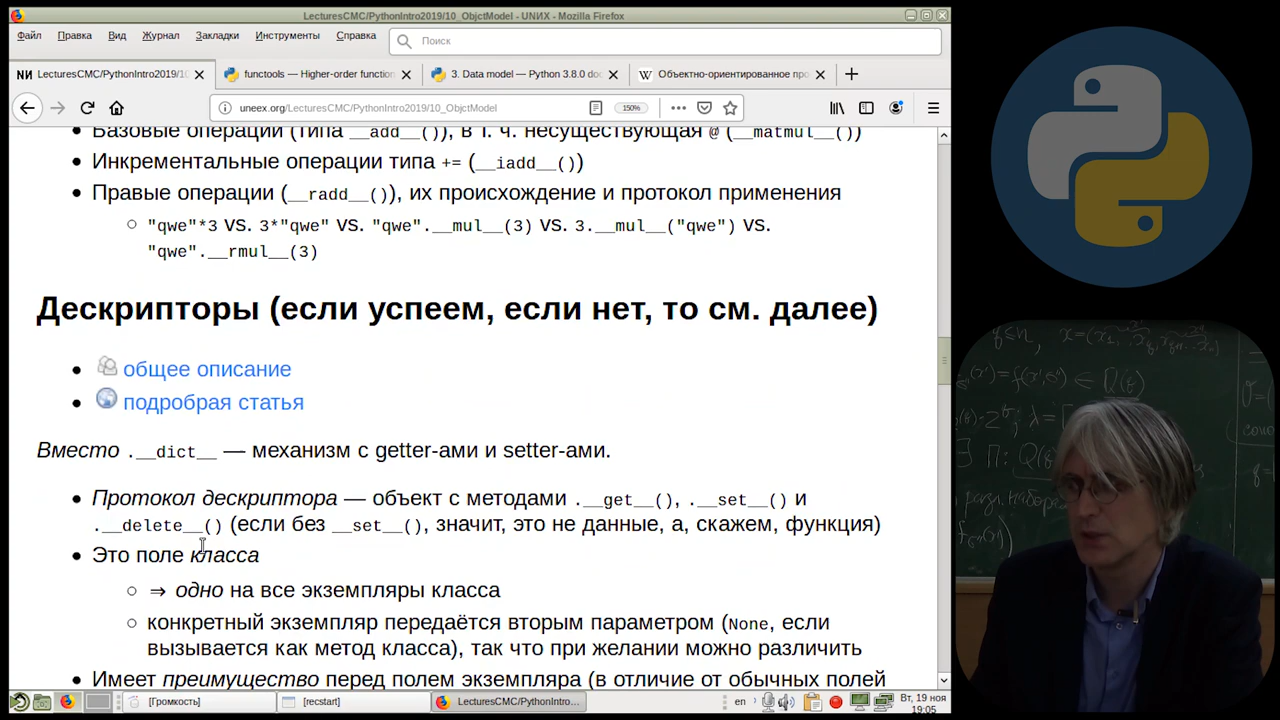 LecturesCMC/PythonIntro2019/10_ObjctModel - UNИX - Mozilla Firefox
Файл Правка Вид Журнал Закладки Инструменты Справка
Поиск
NИ LecturesCMC/PythonIntro2019/10
functools — Higher-order function
3. Data model — Python 3.8.0 do
W Объектно-ориентированное про
uneex.org/LecturesCMC/PythonIntro2019/10_ObjctModel
150%
Базовые операции (типа __add__()), в т. ч. несуществующая @ (__matmul__())
Инкрементальные операции типа += (__iadd__())
Правые операции (__radd__()), их происхождение и протокол применения
"qwe"*3 vs. 3*"qwe" vs. "qwe".__mul__(3) vs. 3.__mul__("qwe") vs.
"qwe".__rmul__(3)
Дескрипторы (если успеем, если нет, то см. далее)
общее описание
подробрая статья
Вместо .__dict__ — механизм с getter-ами и setter-ами.
Протокол дескриптора — объект с методами .__get__(), .__set__() и
.__delete__() (если без __set__(), значит, это не данные, а, скажем, функция)
Это поле класса
⇒ одно на все экземпляры класса
конкретный экземпляр передаётся вторым параметром (None, если
вызывается как метод класса), так что при желании можно различить
Имеет преимущество перед полем экземпляра (в отличие от обычных полей
[Громкость]
[recstart]
LecturesCMC/PythonIntro...
en
Вт, 19 ноя
19:05